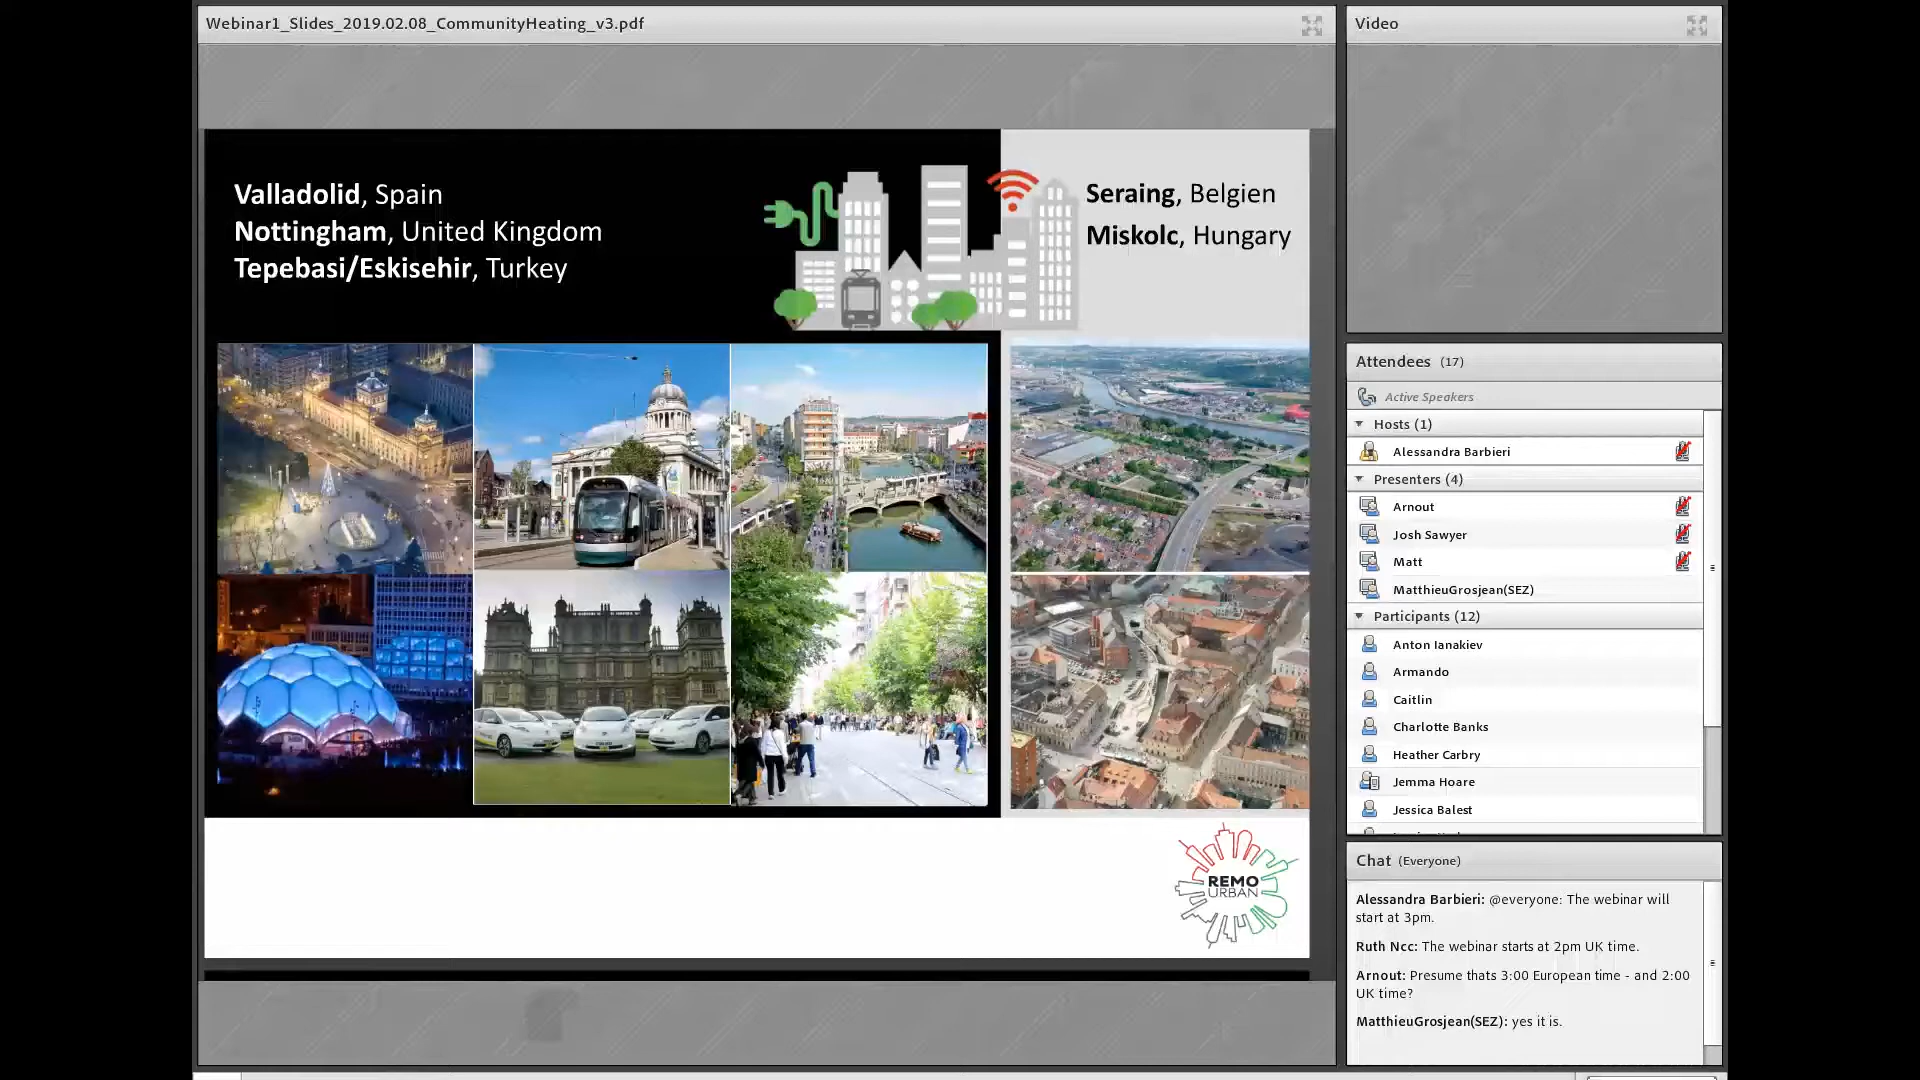 Webinar1_Slides_2019.02.08_CommunityHeating_v3.pdf
Valladolid, Spain
Nottingham, United Kingdom
Tepebasi/Eskisehir, Turkey
Seraing, Belgien
Miskolc, Hungary
REMO
URBAN
Video
Attendees (17)
Active Speakers
Hosts (1)
Alessandra Barbieri
Presenters (4)
Arnout
Josh Sawyer
Matt
MatthieuGrosjean(SEZ)
Participants (12)
Anton Ianakiev
Armando
Caitlin
Charlotte Banks
Heather Carbry
Jemma Hoare
Jessica Balest
Chat (Everyone)
Alessandra Barbieri: @everyone: The webinar will
start at 3pm.
Ruth Ncc: The webinar starts at 2pm UK time.
Arnout: Presume thats 3:00 European time - and 2:00
UK time?
MatthieuGrosjean(SEZ): yes it is.